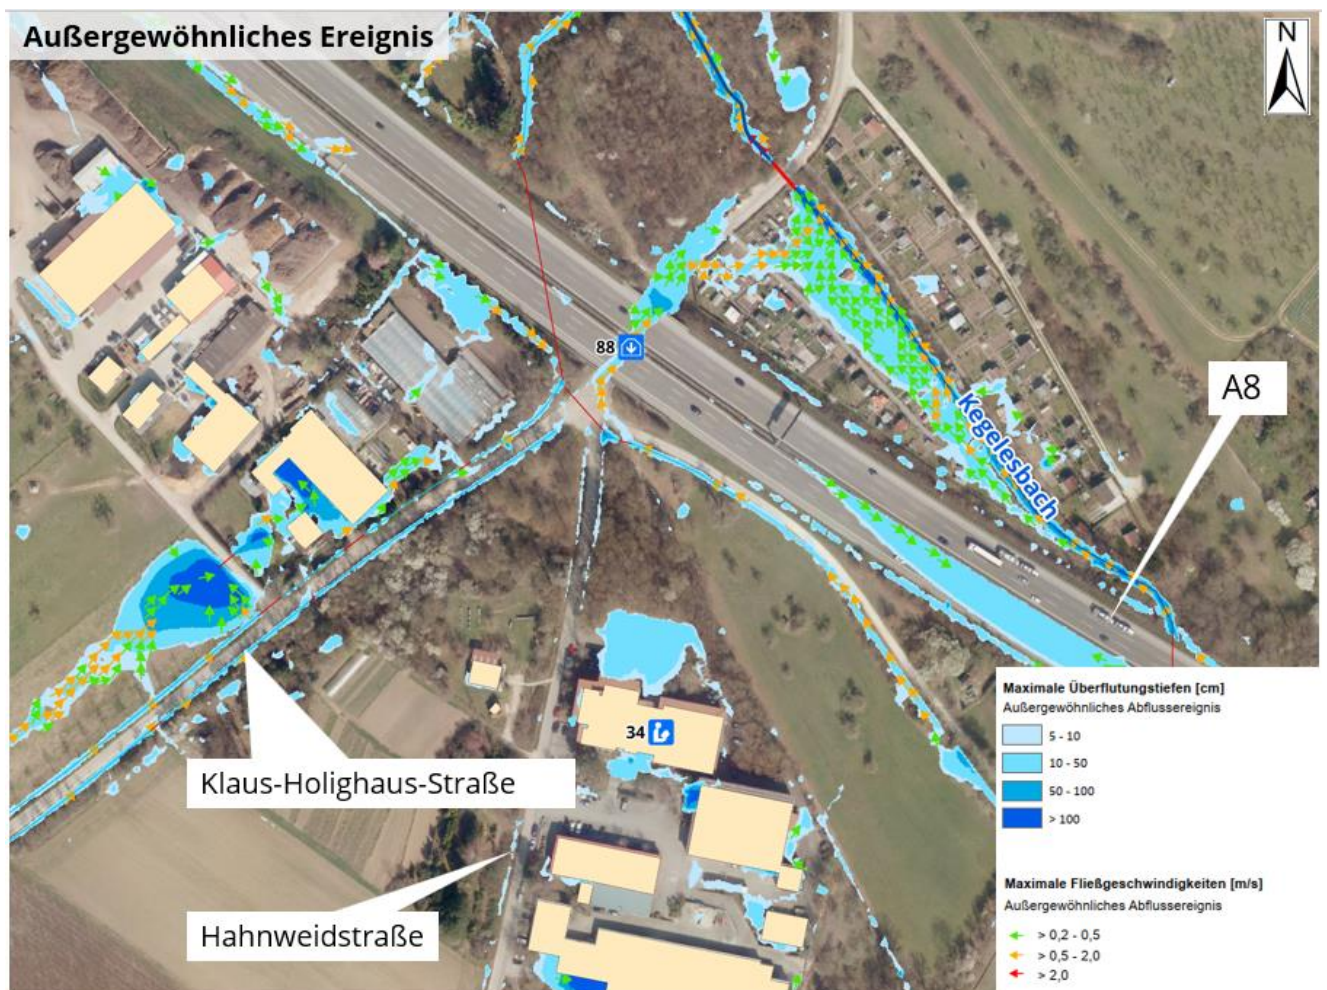 Außergewöhnliches Ereignis
N
88
A8
Kegelesbach
34
Klaus-Holighaus-Straße
Hahnweidstraße
Maximale Überflutungstiefen [cm]
Außergewöhnliches Abflussereignis
5 - 10
10 - 50
50 - 100
> 100
Maximale Fließgeschwindigkeiten [m/s]
Außergewöhnliches Abflussereignis
> 0,2 - 0,5
> 0,5 - 2,0
> 2,0